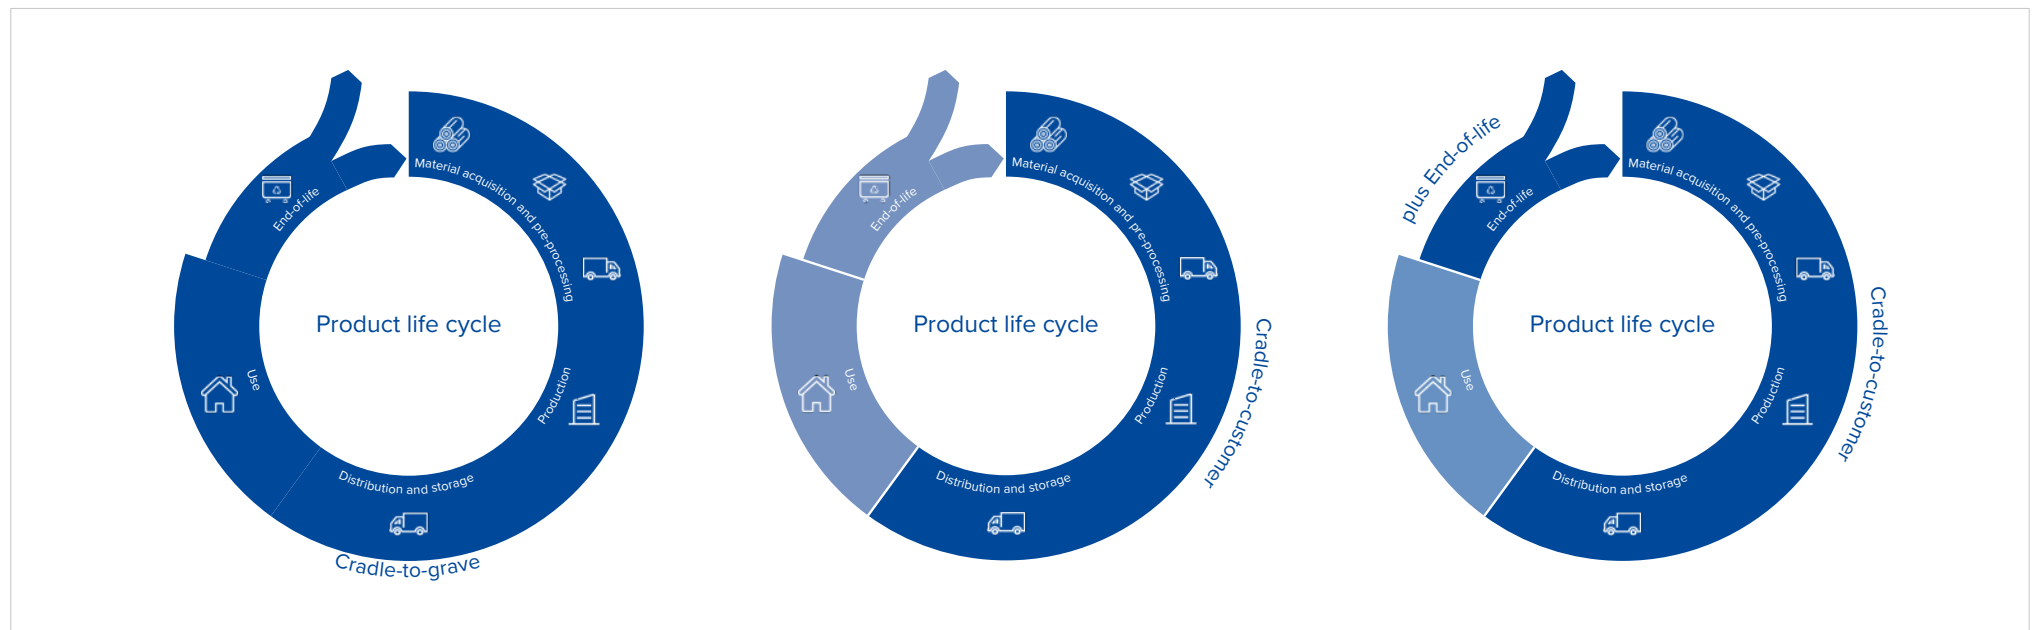 Material acquisition and pre-processing
Production
Distribution and storage
Use
End-of-life
Product life cycle
Cradle-to-grave
Material acquisition and pre-processing
Production
Distribution and storage
Use
End-of-life
Product life cycle
Cradle-to-customer
Material acquisition and pre-processing
Production
Distribution and storage
Use
End-of-life
Product life cycle
plus End-of-life
Cradle-to-customer